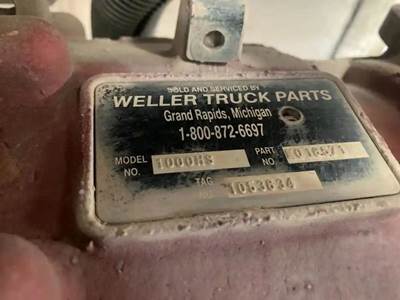 SOLD AND SERVICED BY
WELLER TRUCK PARTS
Grand Rapids, Michigan
1-800-872-6697
MODEL NO. 1000HS PART NO.
TAG 1053634